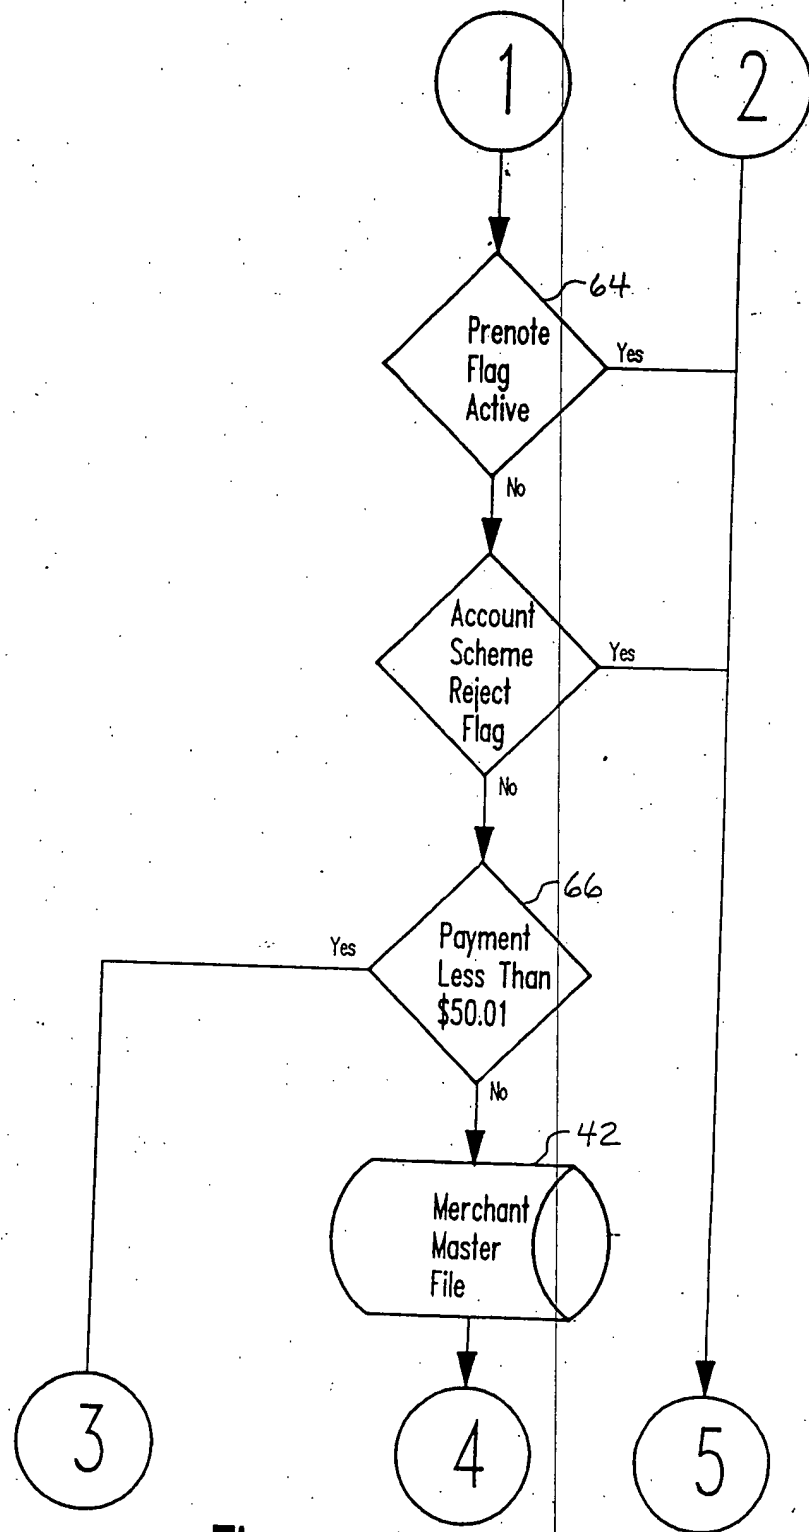 1
2
64
Prenote
Flag
Active
Yes
No
Account
Scheme
Reject
Flag
Yes
No
66
Payment
Less Than
$50.01
Yes
No
42
Merchant
Master
File
3
4
5